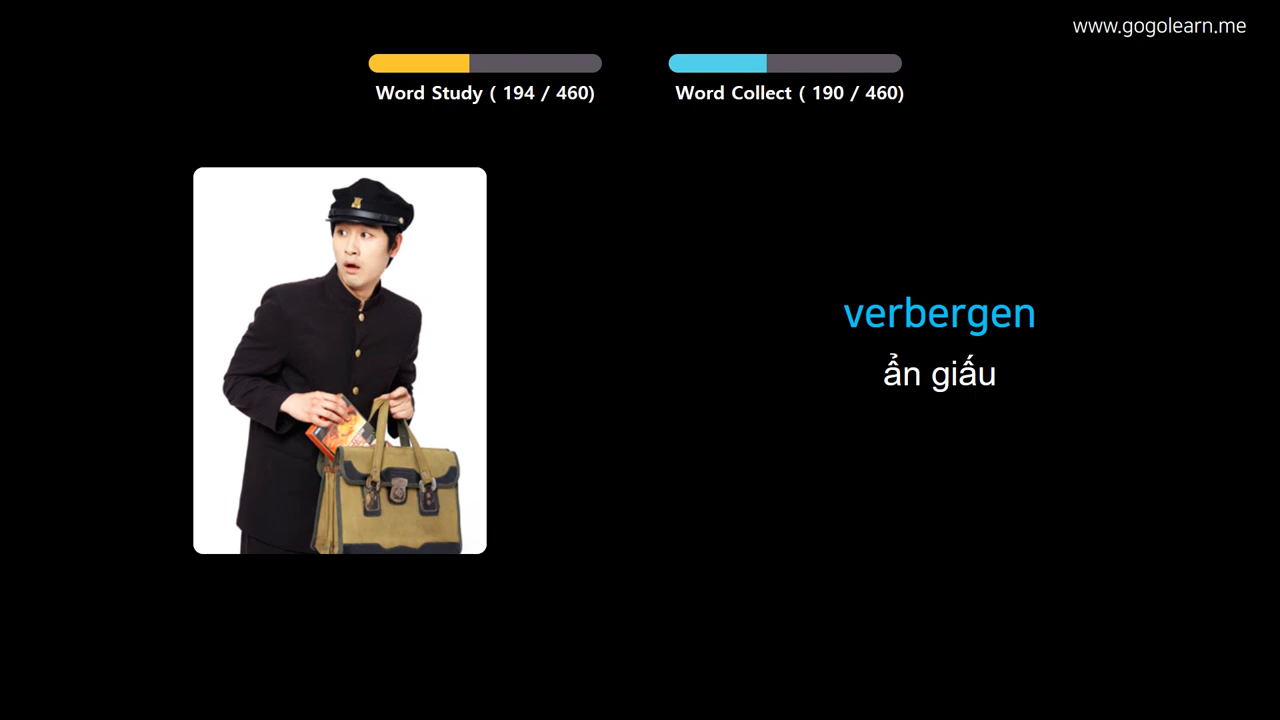 www.gogolearn.me
Word Study ( 194 / 460)
Word Collect ( 190 / 460)
verbergen
ẩn giấu